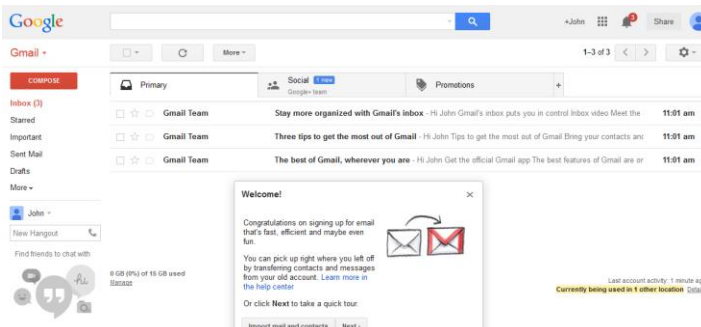 Google
+John
3
Share
Gmail
More
1–3 of 3
COMPOSE
Primary
Social 1 new
Google+ team
Promotions
+
Inbox (3)
Starred
Important
Sent Mail
Drafts
More
Gmail Team Stay more organized with Gmail's inbox - Hi John Gmail's inbox puts you in control Inbox video Meet the 11:01 am
Gmail Team Three tips to get the most out of Gmail - Hi John Tips to get the most out of Gmail Bring your contacts and 11:01 am
Gmail Team The best of Gmail, wherever you are - Hi John Get the official Gmail app The best features of Gmail are or 11:01 am
John
New Hangout
Find friends to chat with
hi
Welcome!
Congratulations on signing up for email
that's fast, efficient and maybe even
fun.
You can pick up right where you left off
by transferring contacts and messages
from your old account. Learn more in
the help center
Or click Next to take a quick tour.
Import mail and contacts Next
0 GB (0%) of 15 GB used
Manage
Last account activity: 1 minute ag
Currently being used in 1 other location Detai